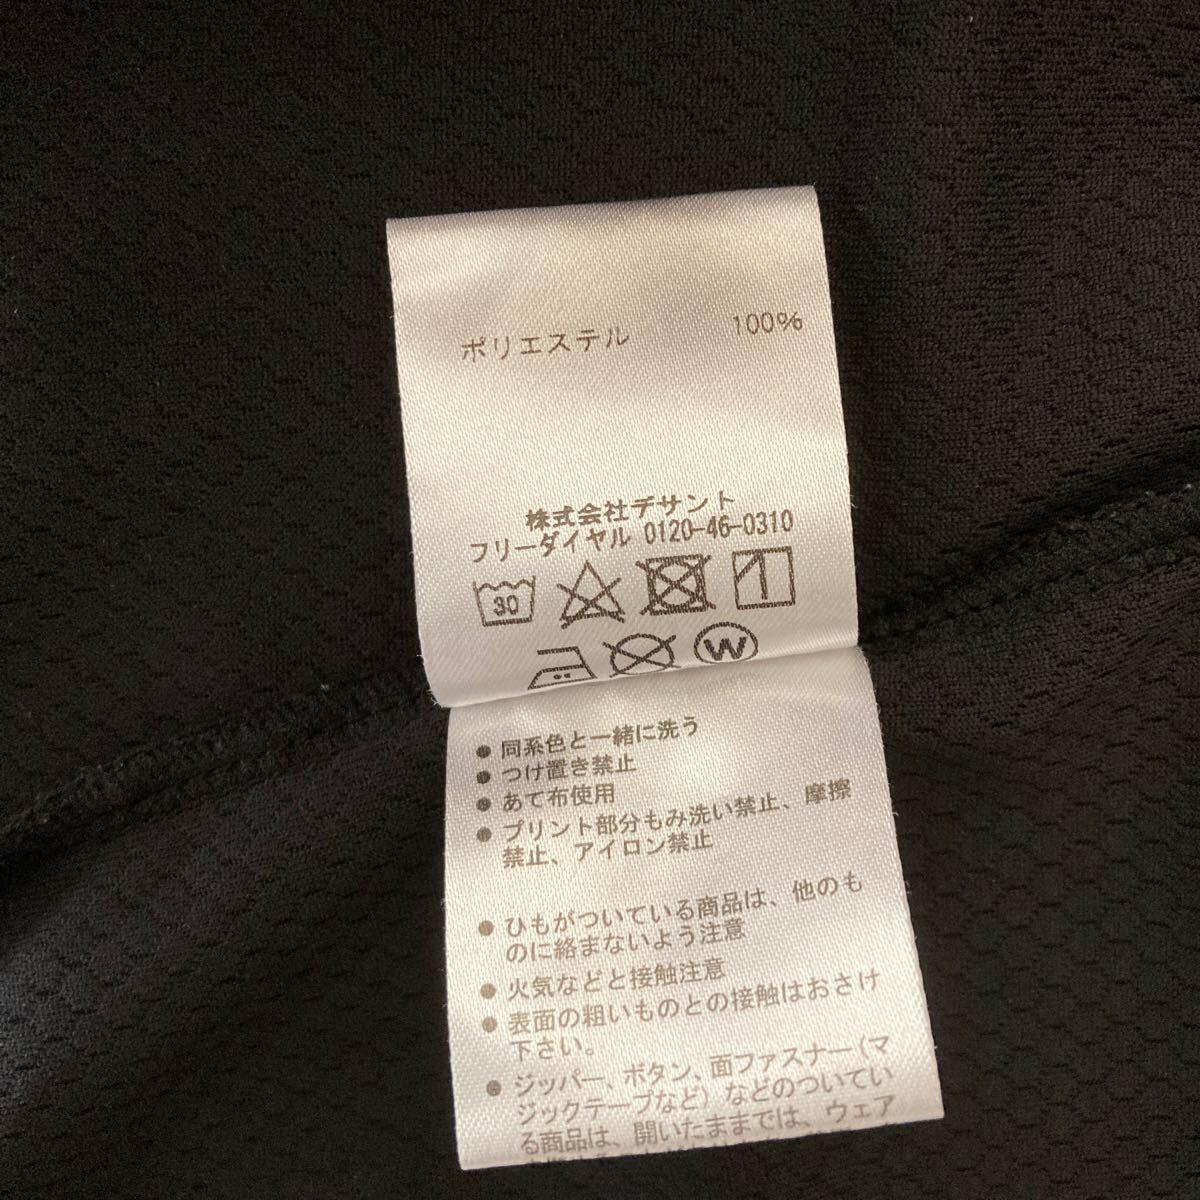 ポリエステル 100%
株式会社デサント
フリーダイヤル 0120-46-0310
30
W
● 同系色と一緒に洗う
● つけ置き禁止
● あて布使用
● プリント部分もみ洗い禁止、摩擦
禁止、アイロン禁止
● ひもがついている商品は、他のも
のに絡まないよう注意
● 火気などと接触注意
● 表面の粗いものとの接触はおさけ
下さい。
● ジッパー、ボタン、面ファスナー(マ
ジックテープなど)などのついてい
る商品は、開いたままでは、ウェア